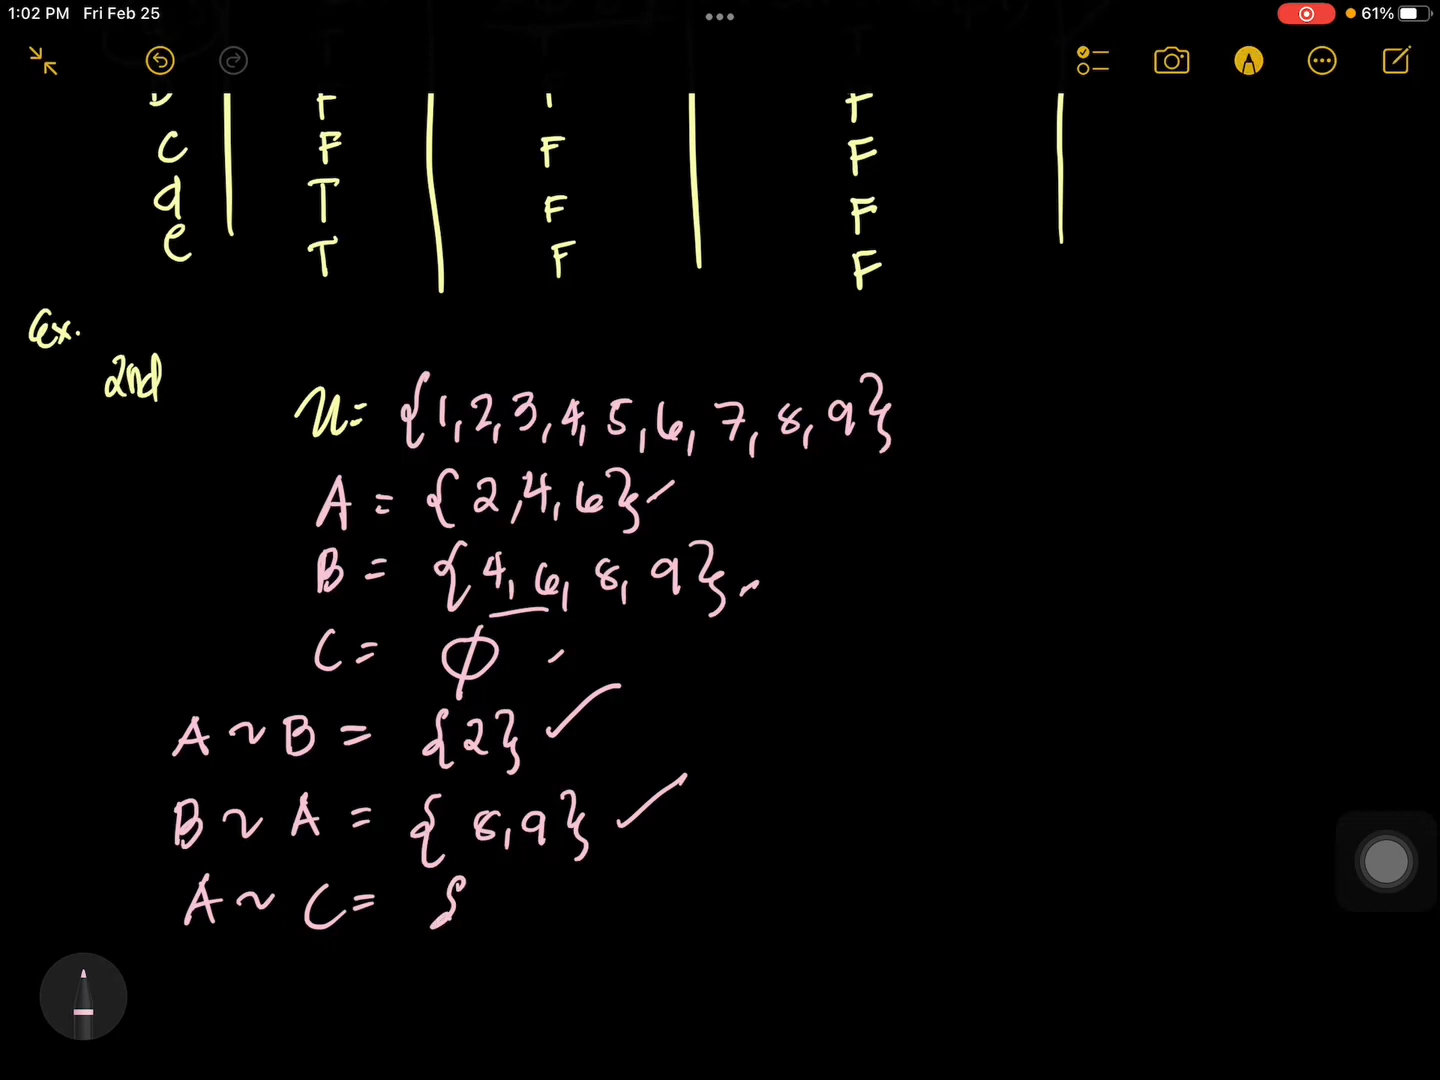 1:02 PM Fri Feb 25 61%
F
C F F F
d T F F
e T F F
Ex.
2nd
U = {1, 2, 3, 4, 5, 6, 7, 8, 9}
A = {2, 4, 6}
B = {4, 6, 8, 9}
C = ϕ
A ~ B = {2}
B ~ A = {8, 9}
A ~ C = {